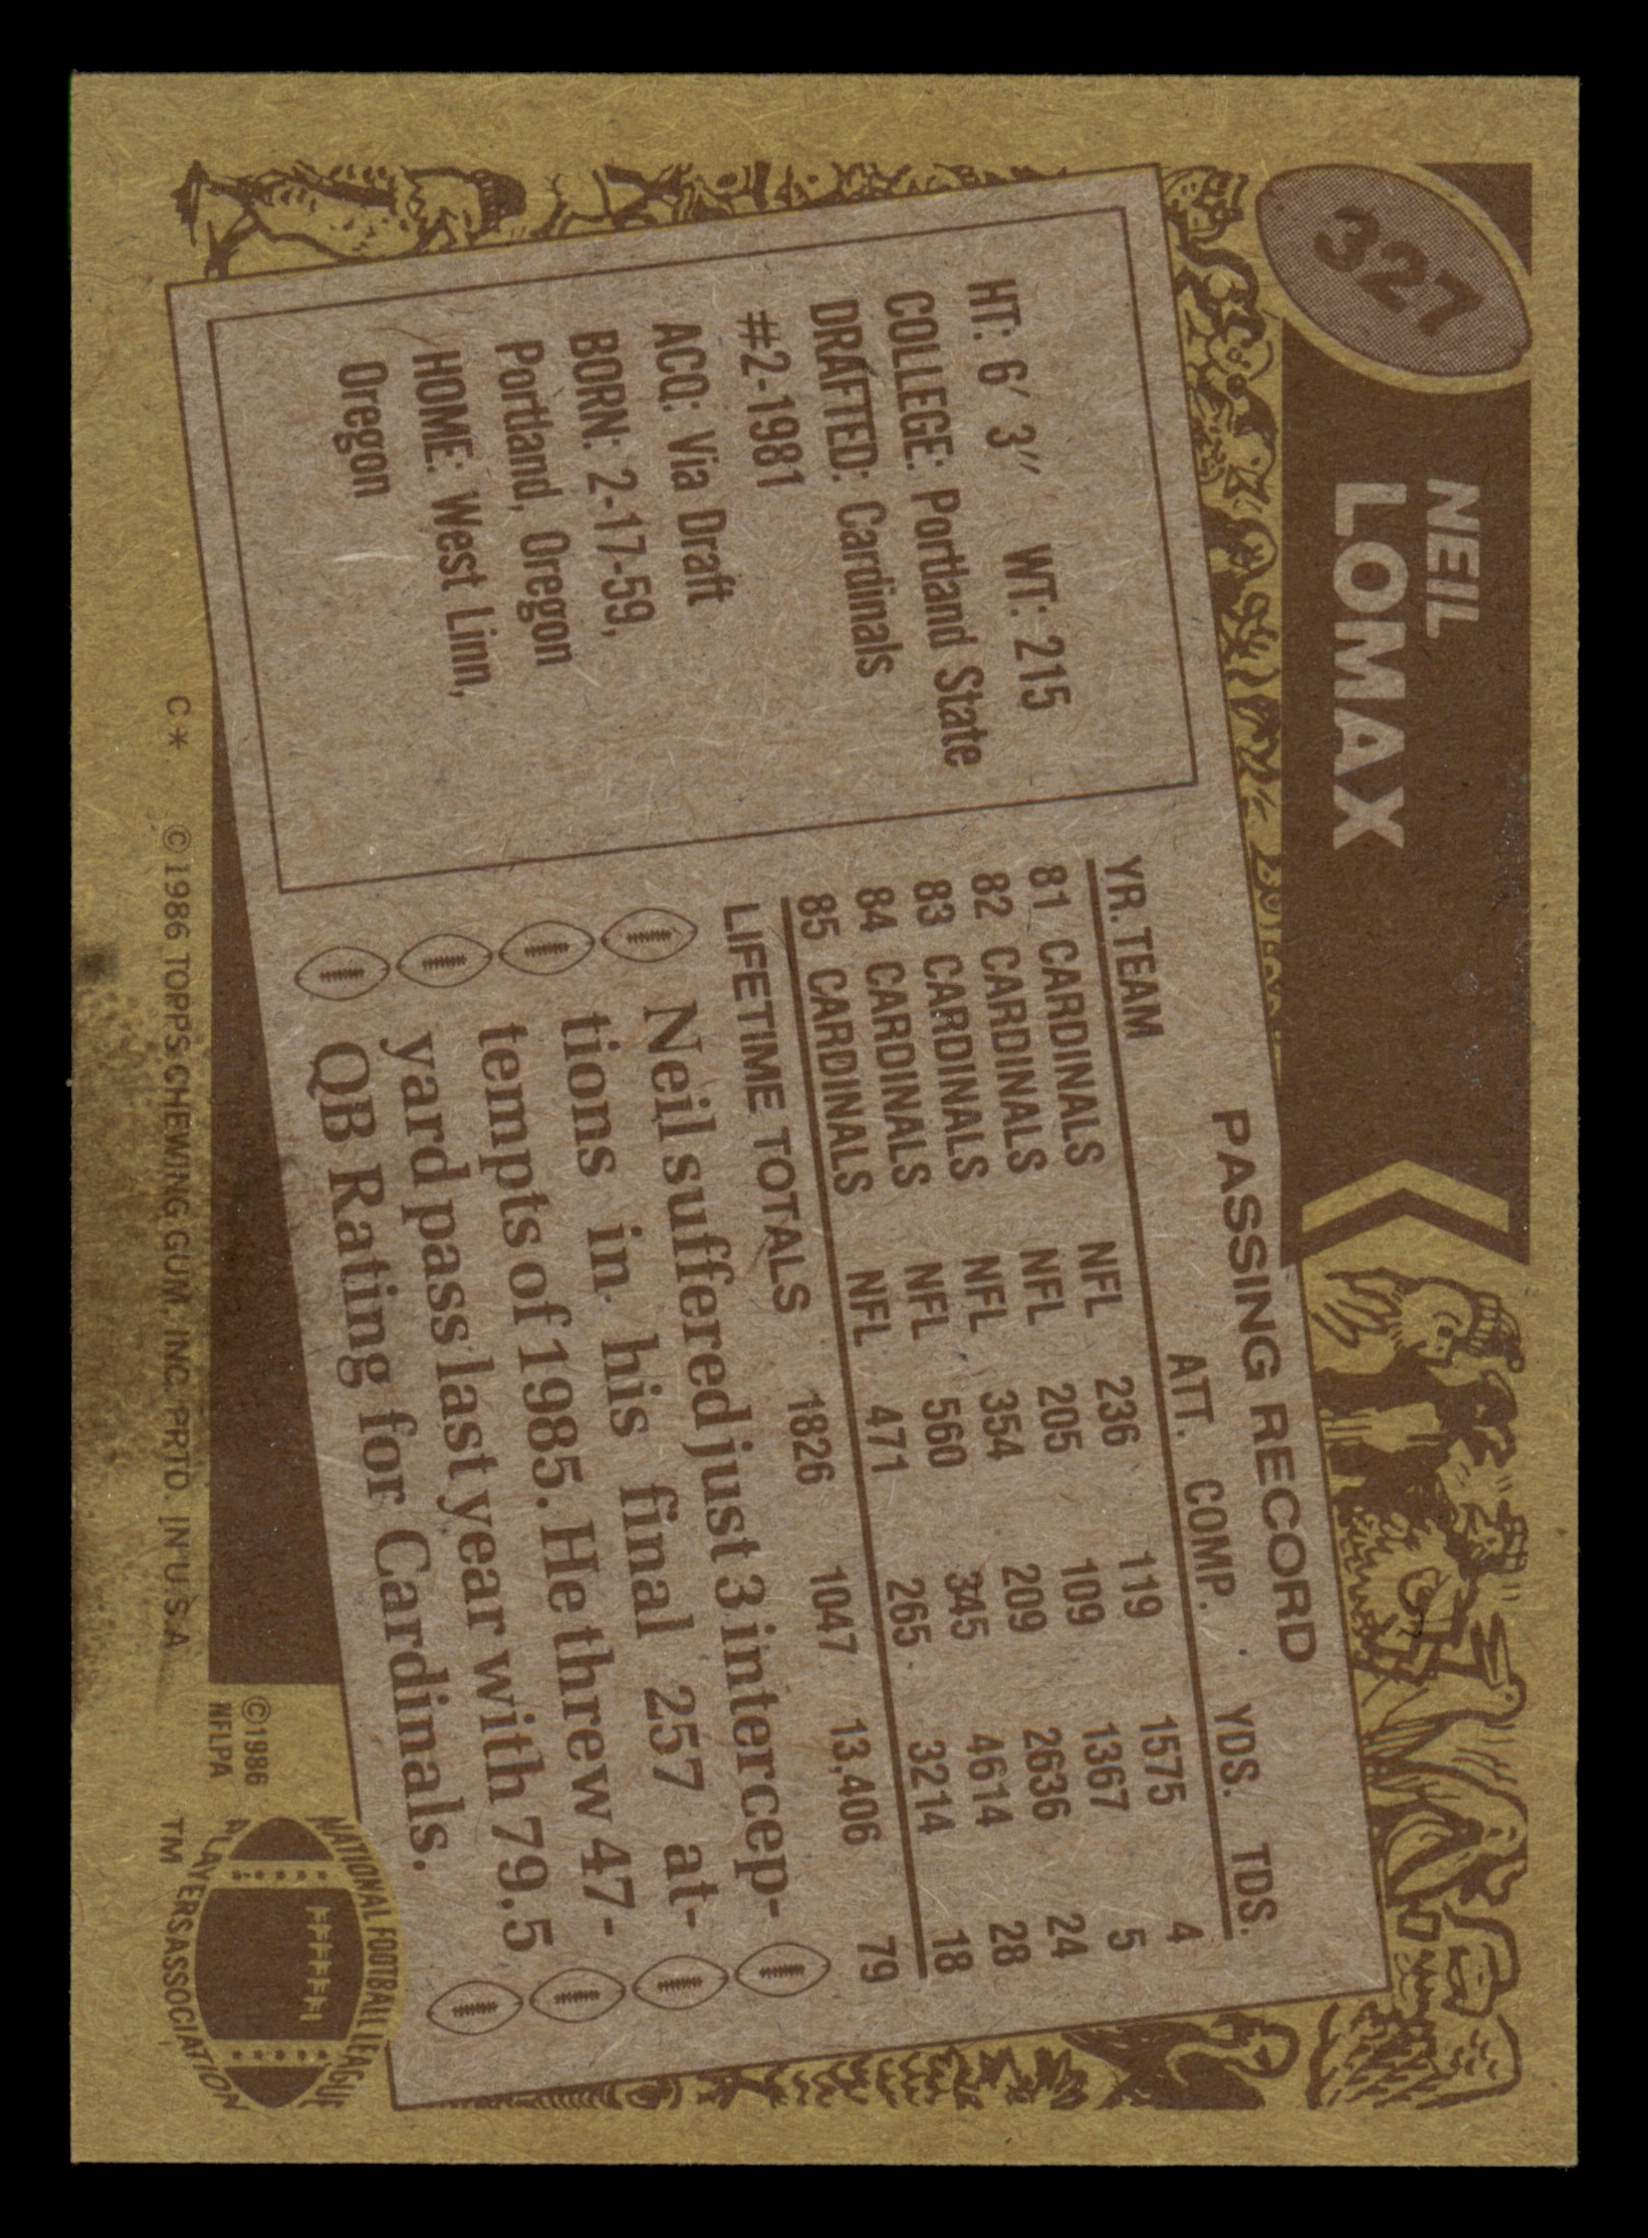 327
NEIL
LOMAX
HT: 6' 3" WT: 215
COLLEGE: Portland State
DRAFTED: Cardinals
#2-1981
ACQ: Via Draft
BORN: 2-17-59,
Portland, Oregon
HOME: West Linn,
Oregon
PASSING RECORD
YR. TEAM ATT. COMP. YDS. TDS.
81 CARDINALS NFL 236 119 1575 4
82 CARDINALS NFL 205 109 1367 5
83 CARDINALS NFL 354 209 2636 24
84 CARDINALS NFL 560 345 4614 28
85 CARDINALS NFL 471 265 3214 18
LIFETIME TOTALS 1826 1047 13,406 79
Neil suffered just 3 intercep-
tions in his final 257 at-
tempts of 1985. He threw 47-
yard pass last year with 79.5
QB Rating for Cardinals.
©1986
NFLPA
NATIONAL FOOTBALL LEAGUE
PLAYERS ASSOCIATION
TM
C* ©1986 TOPPS CHEWING GUM, INC. PRTD. IN U.S.A.